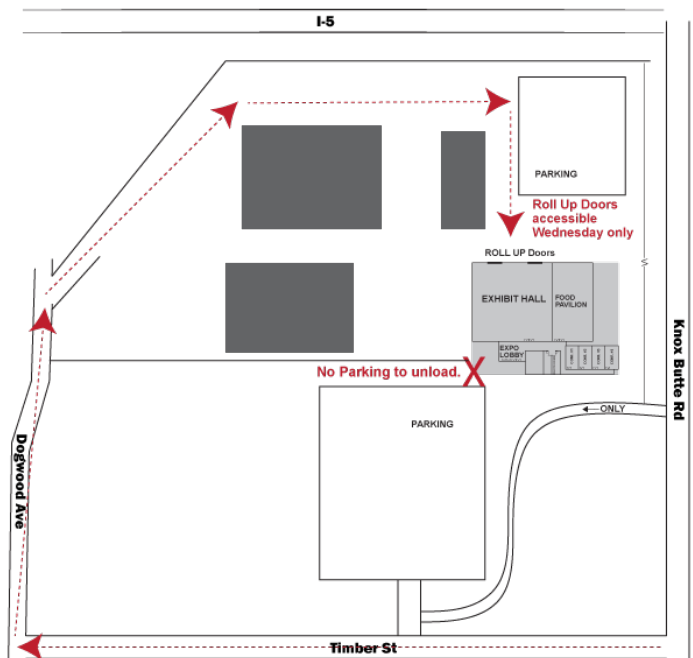 I-5
PARKING
Roll Up Doors
accessible
Wednesday only
ROLL UP Doors
EXHIBIT HALL
FOOD
PAVILION
EXPO
LOBBY
No Parking to unload.
X
PARKING
ONLY
Knox Butte Rd
Dogwood Ave
Timber St